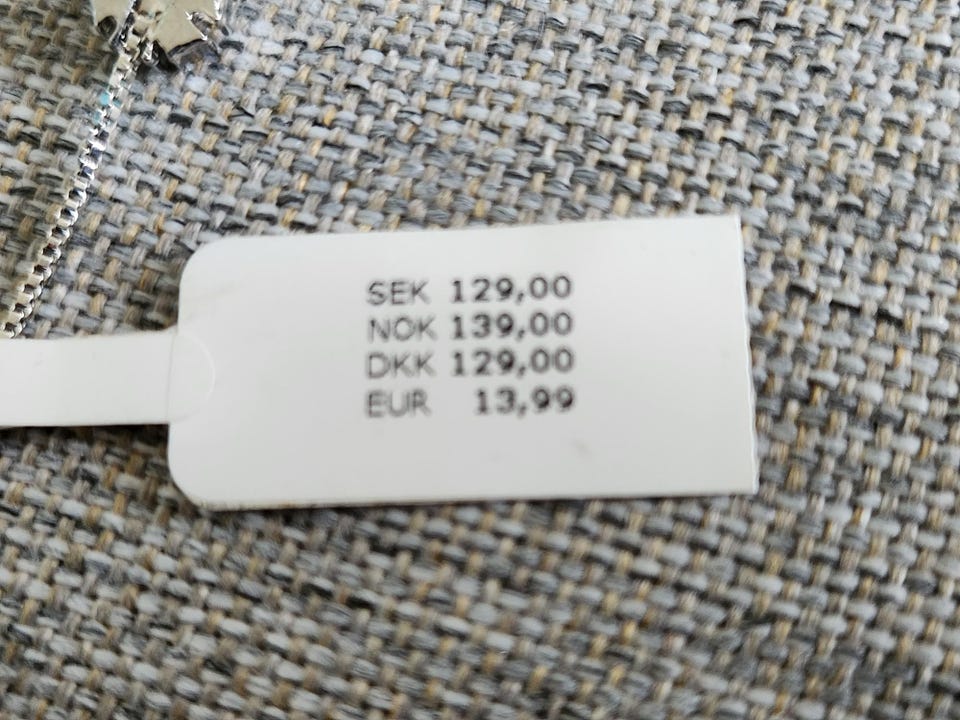 SEK 129,00
NOK 139,00
DKK 129,00
EUR 13,99